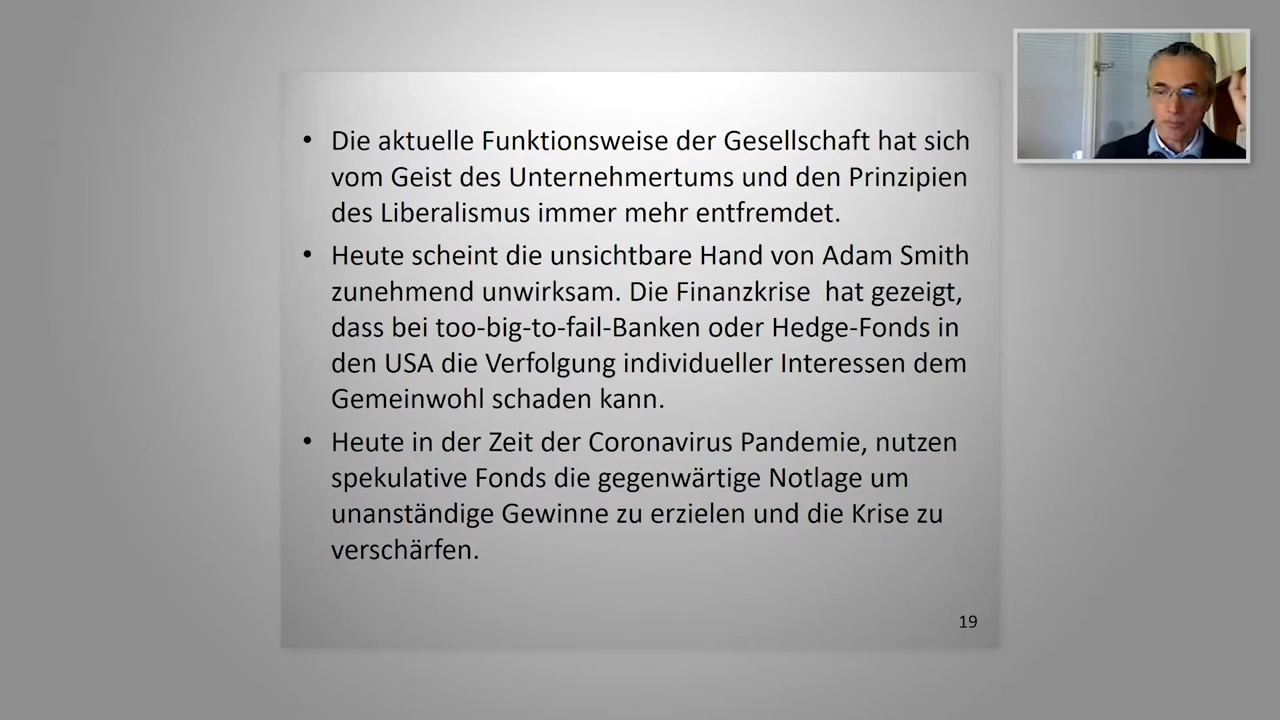 • Die aktuelle Funktionsweise der Gesellschaft hat sich
vom Geist des Unternehmertums und den Prinzipien
des Liberalismus immer mehr entfremdet.
• Heute scheint die unsichtbare Hand von Adam Smith
zunehmend unwirksam. Die Finanzkrise  hat gezeigt,
dass bei too-big-to-fail-Banken oder Hedge-Fonds in
den USA die Verfolgung individueller Interessen dem
Gemeinwohl schaden kann.
• Heute in der Zeit der Coronavirus Pandemie, nutzen
spekulative Fonds die gegenwärtige Notlage um
unanständige Gewinne zu erzielen und die Krise zu
verschärfen.
19